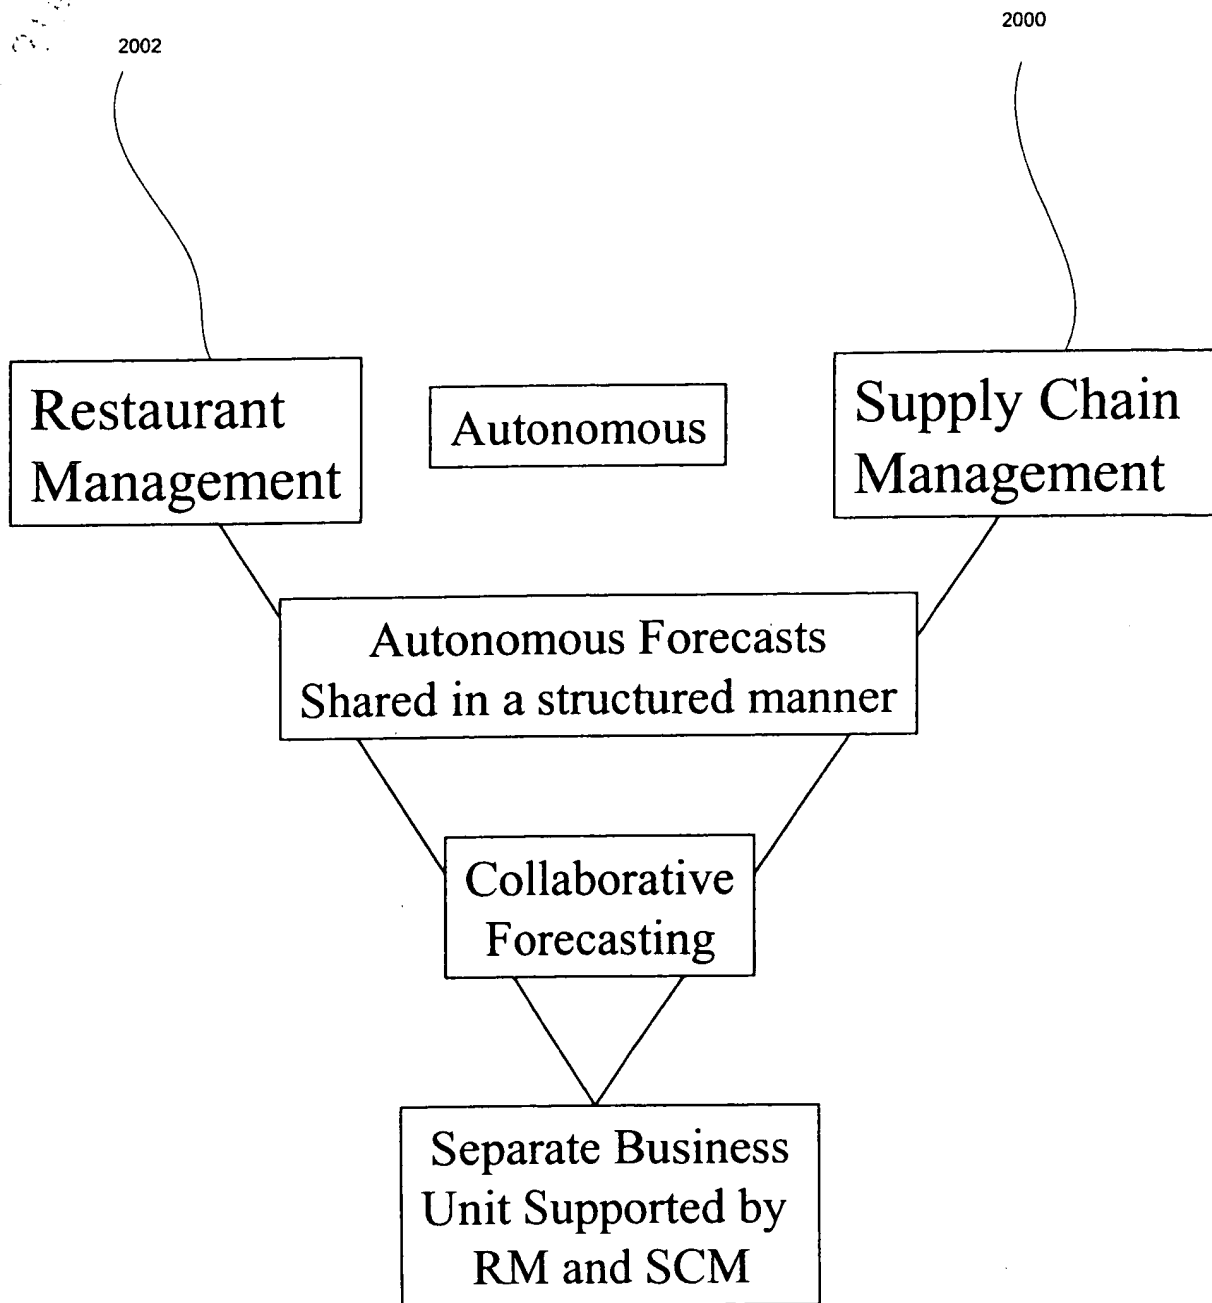 2000
2002
Restaurant
Management
Autonomous
Supply Chain
Management
Autonomous Forecasts
Shared in a structured manner
Collaborative
Forecasting
Separate Business
Unit Supported by
RM and SCM